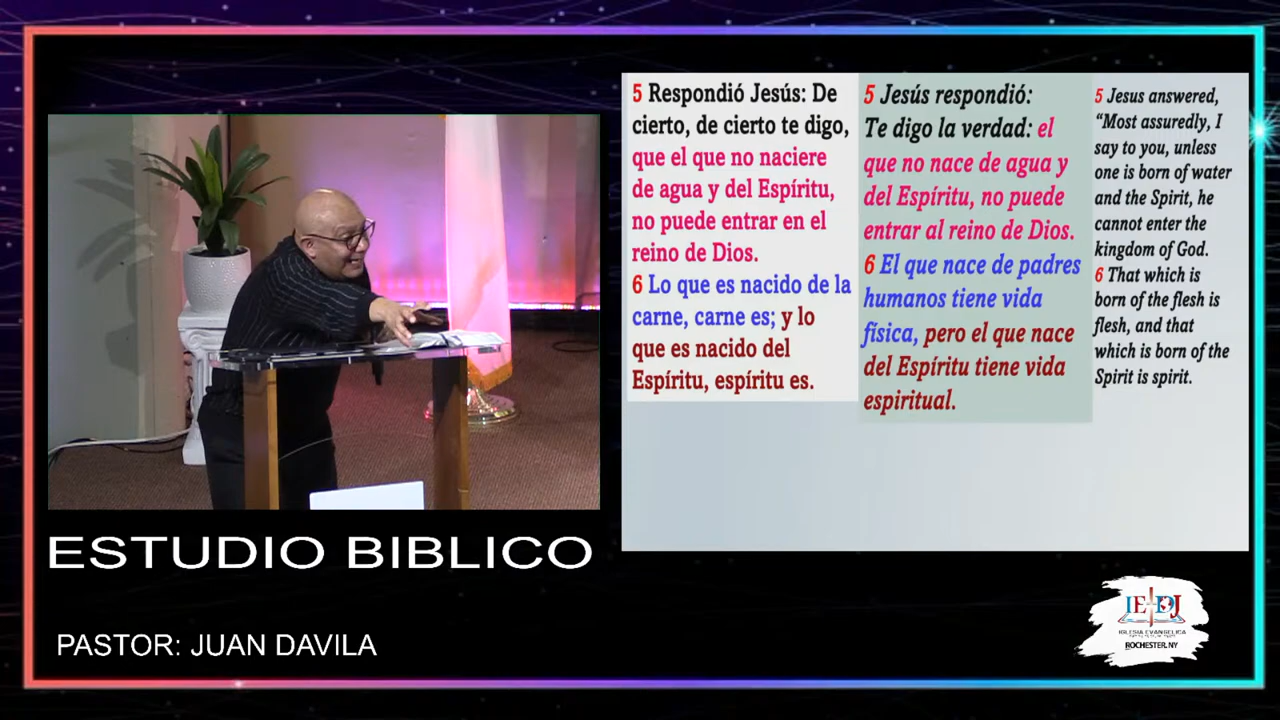 5 Respondió Jesús: De
cierto, de cierto te digo,
que el que no naciere
de agua y del Espíritu,
no puede entrar en el
reino de Dios.
6 Lo que es nacido de la
carne, carne es; y lo
que es nacido del
Espíritu, espíritu es.
5 Jesús respondió:
Te digo la verdad: el
que no nace de agua y
del Espíritu, no puede
entrar al reino de Dios.
6 El que nace de padres
humanos tiene vida
física, pero el que nace
del Espíritu tiene vida
espiritual.
5 Jesus answered,
“Most assuredly, I
say to you, unless
one is born of water
and the Spirit, he
cannot enter the
kingdom of God.
6 That which is
born of the flesh is
flesh, and that
which is born of the
Spirit is spirit.
ESTUDIO BIBLICO
PASTOR: JUAN DAVILA
IGLESIA EVANGELICA
ROCHESTER, NY